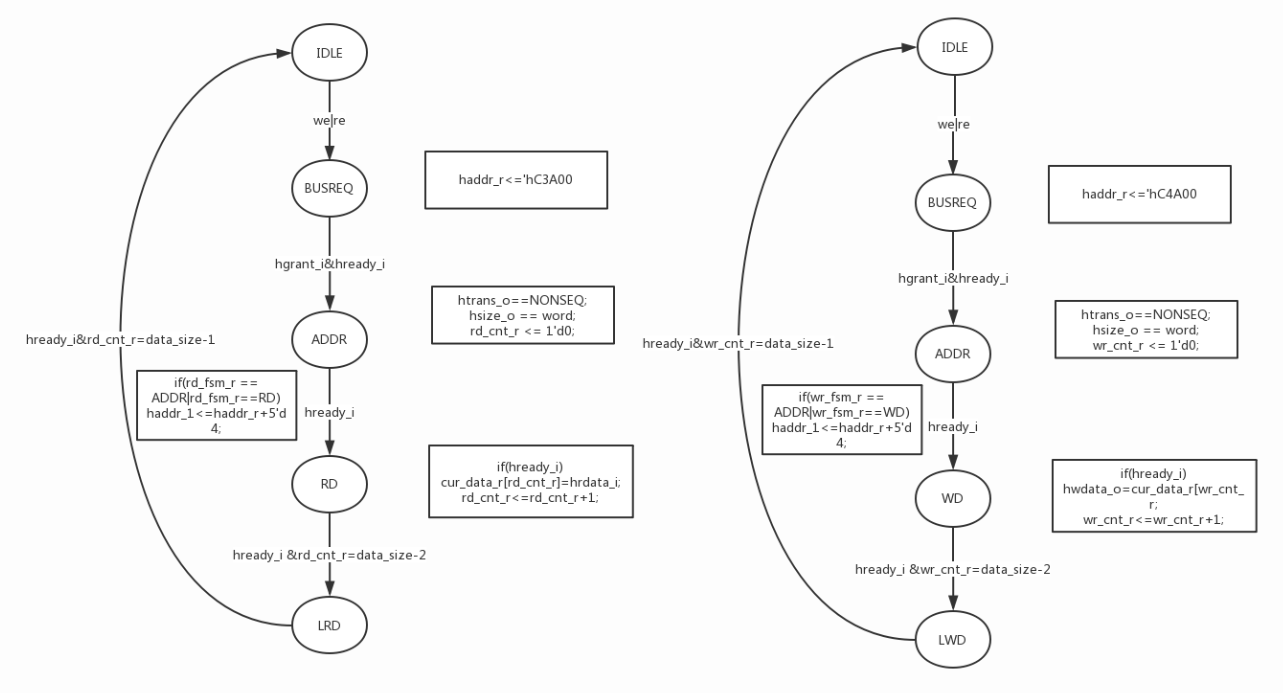 IDLE
we|re
BUSREQ
haddr_r<='hC3A00
hgrant_i&hready_i
htrans_o==NONSEQ;
hsize_o == word;
rd_cnt_r <= 1'd0;
ADDR
hready_i&rd_cnt_r=data_size-1
if(rd_fsm_r ==
ADDR|rd_fsm_r==RD)
haddr_1<=haddr_r+5'd
4;
hready_i
RD
if(hready_i)
cur_data_r[rd_cnt_r]=hrdata_i;
rd_cnt_r<=rd_cnt_r+1;
hready_i &rd_cnt_r=data_size-2
LRD
IDLE
we|re
BUSREQ
haddr_r<='hC4A00
hgrant_i&hready_i
htrans_o==NONSEQ;
hsize_o == word;
wr_cnt_r <= 1'd0;
ADDR
hready_i&wr_cnt_r=data_size-1
if(wr_fsm_r ==
ADDR|wr_fsm_r==WD)
haddr_1<=haddr_r+5'd
4;
hready_i
WD
if(hready_i)
hwdata_o=cur_data_r[wr_cnt_
r;
wr_cnt_r<=wr_cnt_r+1;
hready_i &wr_cnt_r=data_size-2
LWD